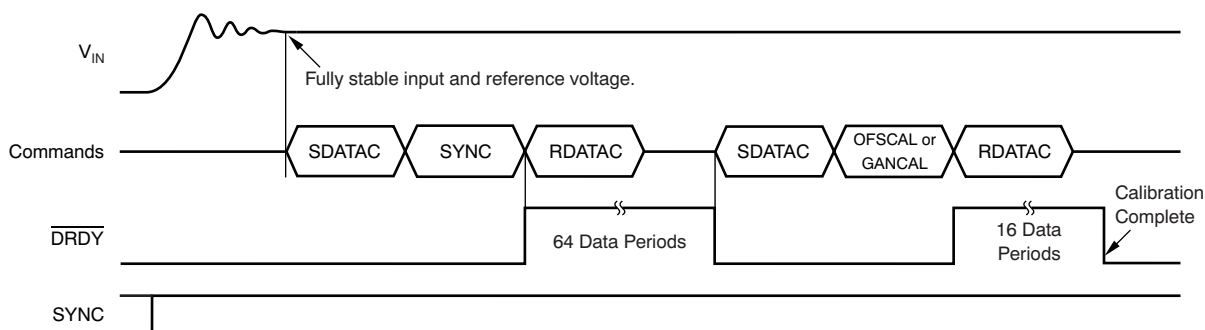 VIN
Fully stable input and reference voltage.
Commands
SDATAC
SYNC
RDATAC
SDATAC
OFSCAL or
GANCAL
RDATAC
DRDY
64 Data Periods
16 Data
Periods
Calibration
Complete
SYNC